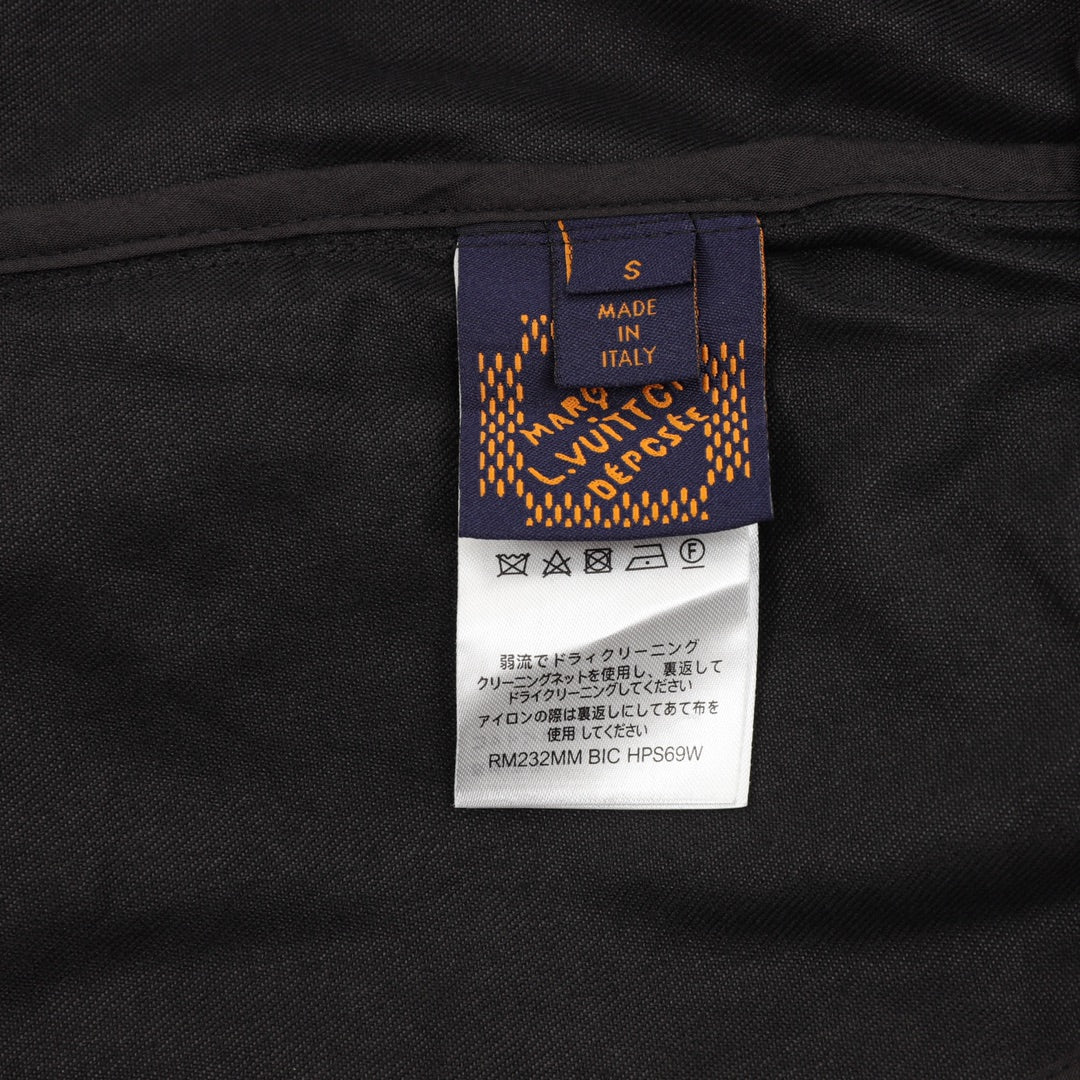 S
MADE
IN
ITALY
MARQ
L.VUITTO
DÉPOSÉE
F
弱流でドライクリーニング
クリーニングネットを使用し、裏返して
ドライクリーニングしてください
アイロンの際は裏返しにしてあて布を
使用 してください
RM232MM BIC HPS69W